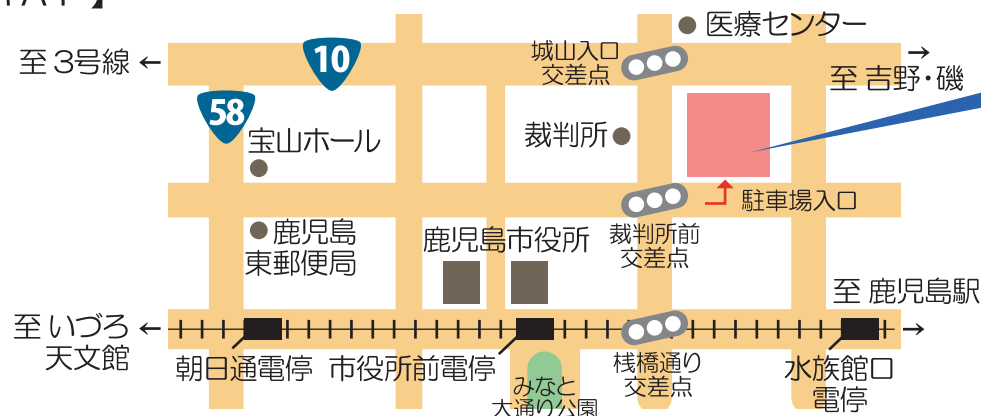 医療センター
城山入口
交差点
至 3号線
10
至 吉野・磯
58
宝山ホール
裁判所
駐車場入口
鹿児島
東郵便局
鹿児島市役所
裁判所前
交差点
至 鹿児島駅
至 いづろ
天文館
朝日通電停
市役所前電停
桟橋通り
交差点
水族館口
電停
みなと
大通り公園